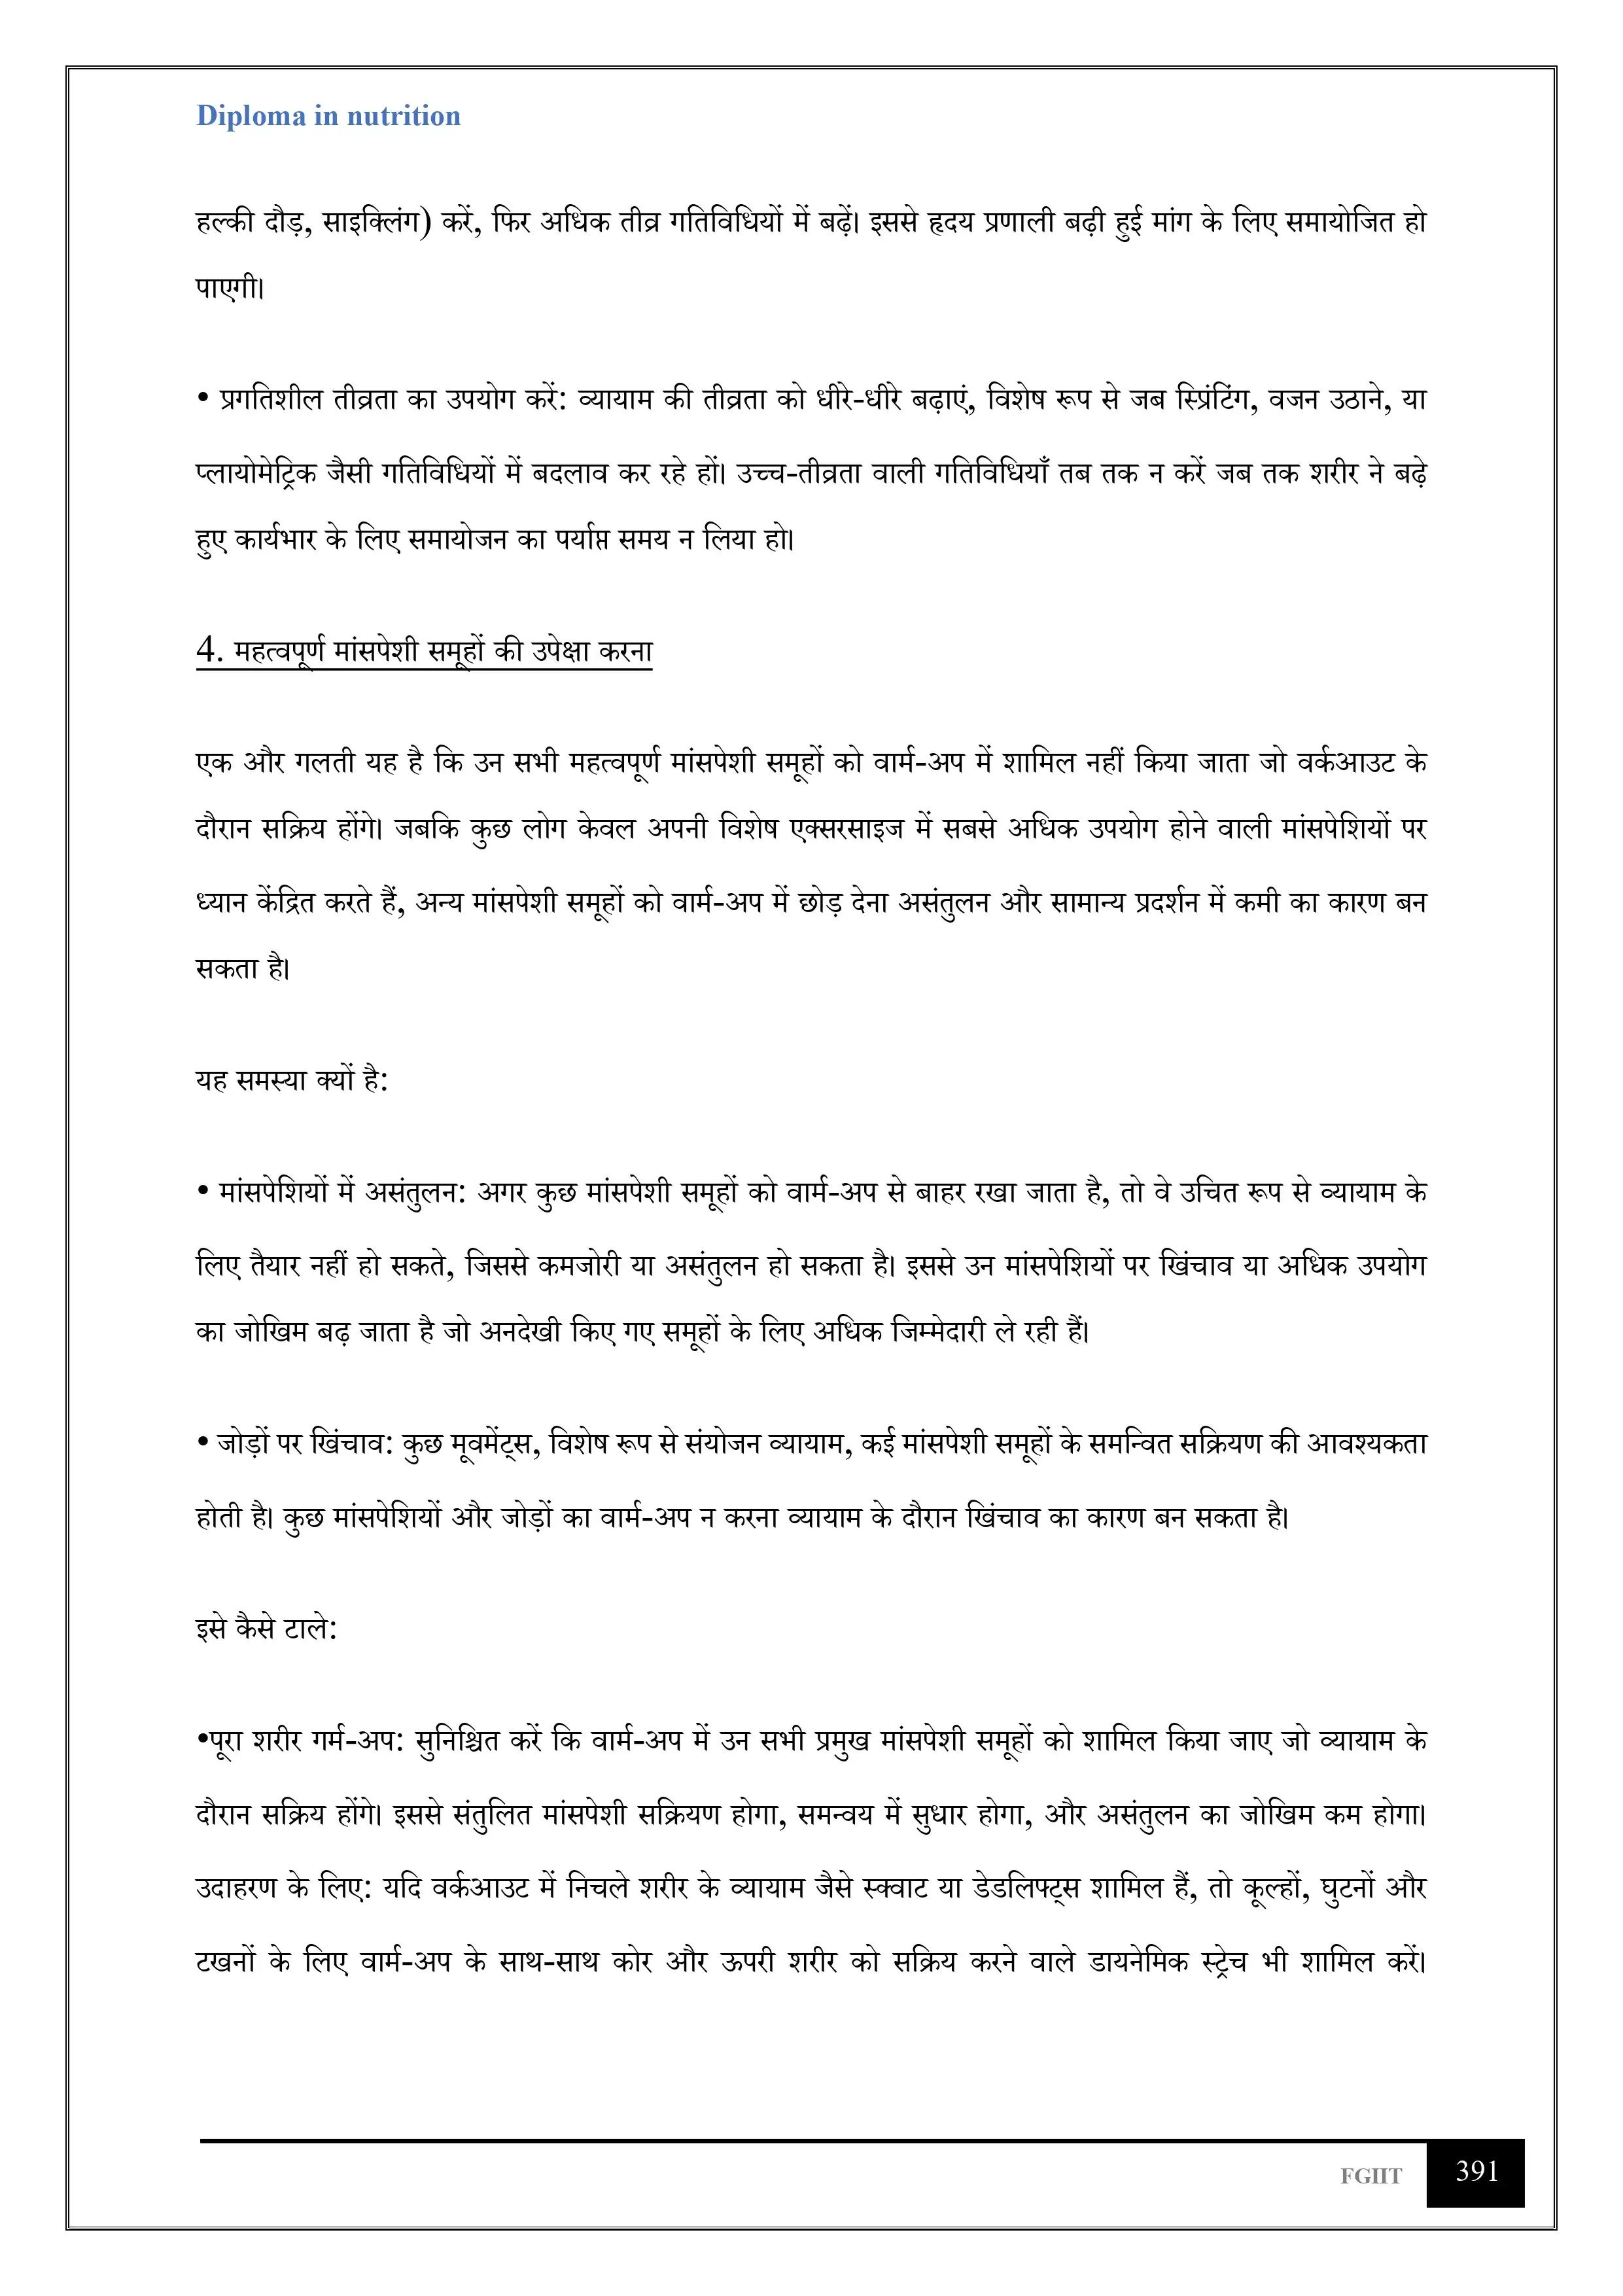 Diploma in nutrition
हल्की दौड़, साइक्लिंग) करें, फिर अधिक तीव्र गतिविधियों में बढ़ें। इससे हृदय प्रणाली बढ़ी हुई मांग के लिए समायोजित हो
पाएगी।
• प्रगतिशील तीव्रता का उपयोग करें: व्यायाम की तीव्रता को धीरे-धीरे बढ़ाएं, विशेष रूप से जब स्प्रिंटिंग, वजन उठाने, या
प्लायोमेट्रिक जैसी गतिविधियों में बदलाव कर रहे हों। उच्च-तीव्रता वाली गतिविधियाँ तब तक न करें जब तक शरीर ने बढ़े
हुए कार्यभार के लिए समायोजन का पर्याप्त समय न लिया हो।
4. महत्वपूर्ण मांसपेशी समूहों की उपेक्षा करना
एक और गलती यह है कि उन सभी महत्वपूर्ण मांसपेशी समूहों को वार्म-अप में शामिल नहीं किया जाता जो वर्कआउट के
दौरान सक्रिय होंगे। जबकि कुछ लोग केवल अपनी विशेष एक्सरसाइज में सबसे अधिक उपयोग होने वाली मांसपेशियों पर
ध्यान केंद्रित करते हैं, अन्य मांसपेशी समूहों को वार्म-अप में छोड़ देना असंतुलन और सामान्य प्रदर्शन में कमी का कारण बन
सकता है।
यह समस्या क्यों है:
• मांसपेशियों में असंतुलन: अगर कुछ मांसपेशी समूहों को वार्म-अप से बाहर रखा जाता है, तो वे उचित रूप से व्यायाम के
लिए तैयार नहीं हो सकते, जिससे कमजोरी या असंतुलन हो सकता है। इससे उन मांसपेशियों पर खिंचाव या अधिक उपयोग
का जोखिम बढ़ जाता है जो अनदेखी किए गए समूहों के लिए अधिक जिम्मेदारी ले रही हैं।
• जोड़ों पर खिंचाव: कुछ मूवमेंट्स, विशेष रूप से संयोजन व्यायाम, कई मांसपेशी समूहों के समन्वित सक्रियण की आवश्यकता
होती है। कुछ मांसपेशियों और जोड़ों का वार्म-अप न करना व्यायाम के दौरान खिंचाव का कारण बन सकता है।
इसे कैसे टाले:
•पूरा शरीर गर्म-अप: सुनिश्चित करें कि वार्म-अप में उन सभी प्रमुख मांसपेशी समूहों को शामिल किया जाए जो व्यायाम के
दौरान सक्रिय होंगे। इससे संतुलित मांसपेशी सक्रियण होगा, समन्वय में सुधार होगा, और असंतुलन का जोखिम कम होगा।
उदाहरण के लिए: यदि वर्कआउट में निचले शरीर के व्यायाम जैसे स्क्वाट या डेडलिफ्ट्स शामिल हैं, तो कूल्हों, घुटनों और
टखनों के लिए वार्म-अप के साथ-साथ कोर और ऊपरी शरीर को सक्रिय करने वाले डायनेमिक स्ट्रेच भी शामिल करें।
FGIIT 391